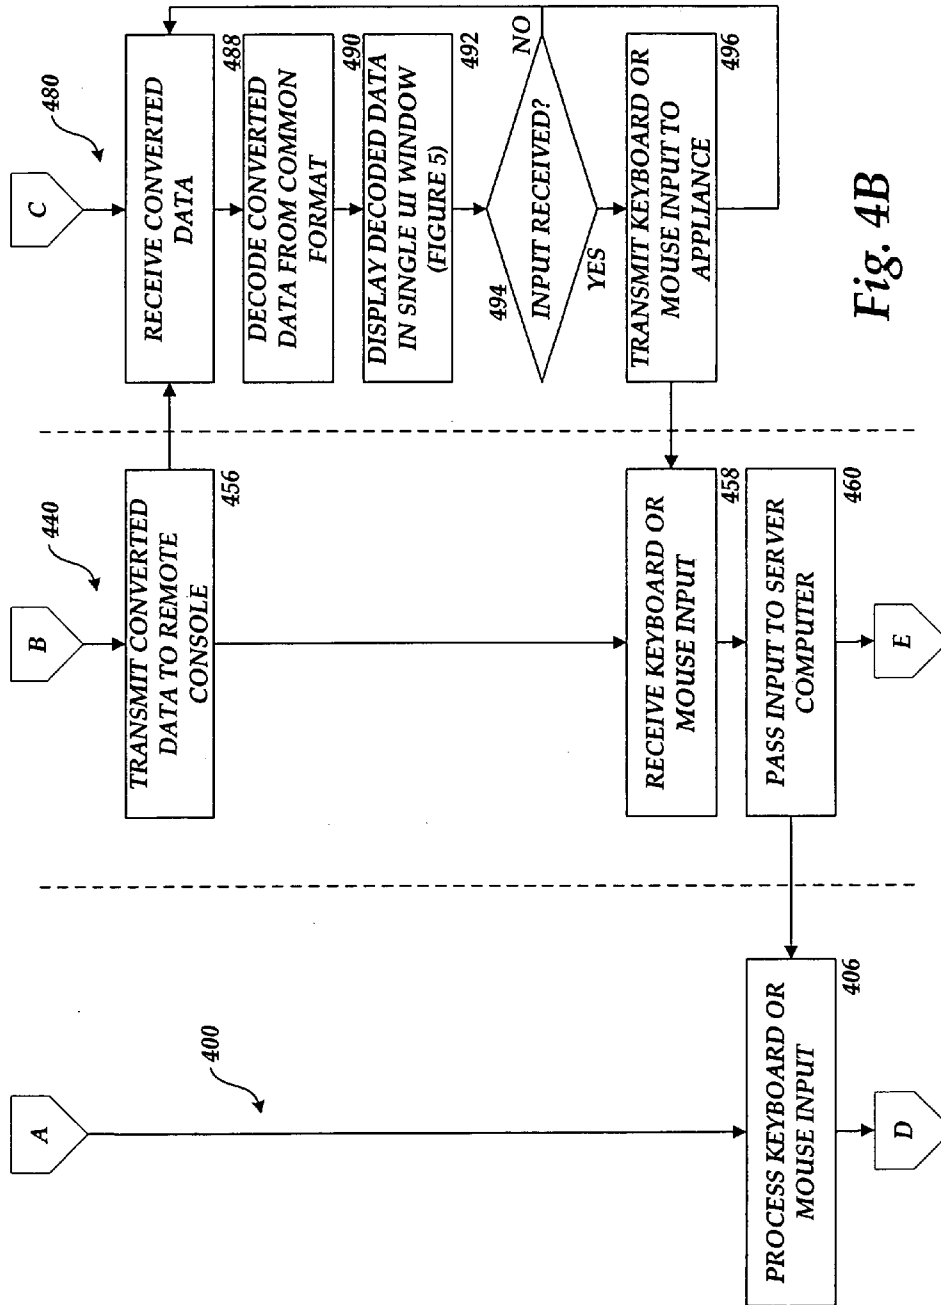 A
400
PROCESS KEYBOARD OR
MOUSE INPUT
406
D
B
440
TRANSMIT CONVERTED
DATA TO REMOTE
CONSOLE
456
RECEIVE KEYBOARD OR
MOUSE INPUT
458
PASS INPUT TO SERVER
COMPUTER
460
E
C
480
RECEIVE CONVERTED
DATA
488
DECODE CONVERTED
DATA FROM COMMON
FORMAT
490
DISPLAY DECODED DATA
IN SINGLE UI WINDOW
(FIGURE 5)
492
494
INPUT RECEIVED?
NO
YES
TRANSMIT KEYBOARD OR
MOUSE INPUT TO
APPLIANCE
496
Fig. 4B